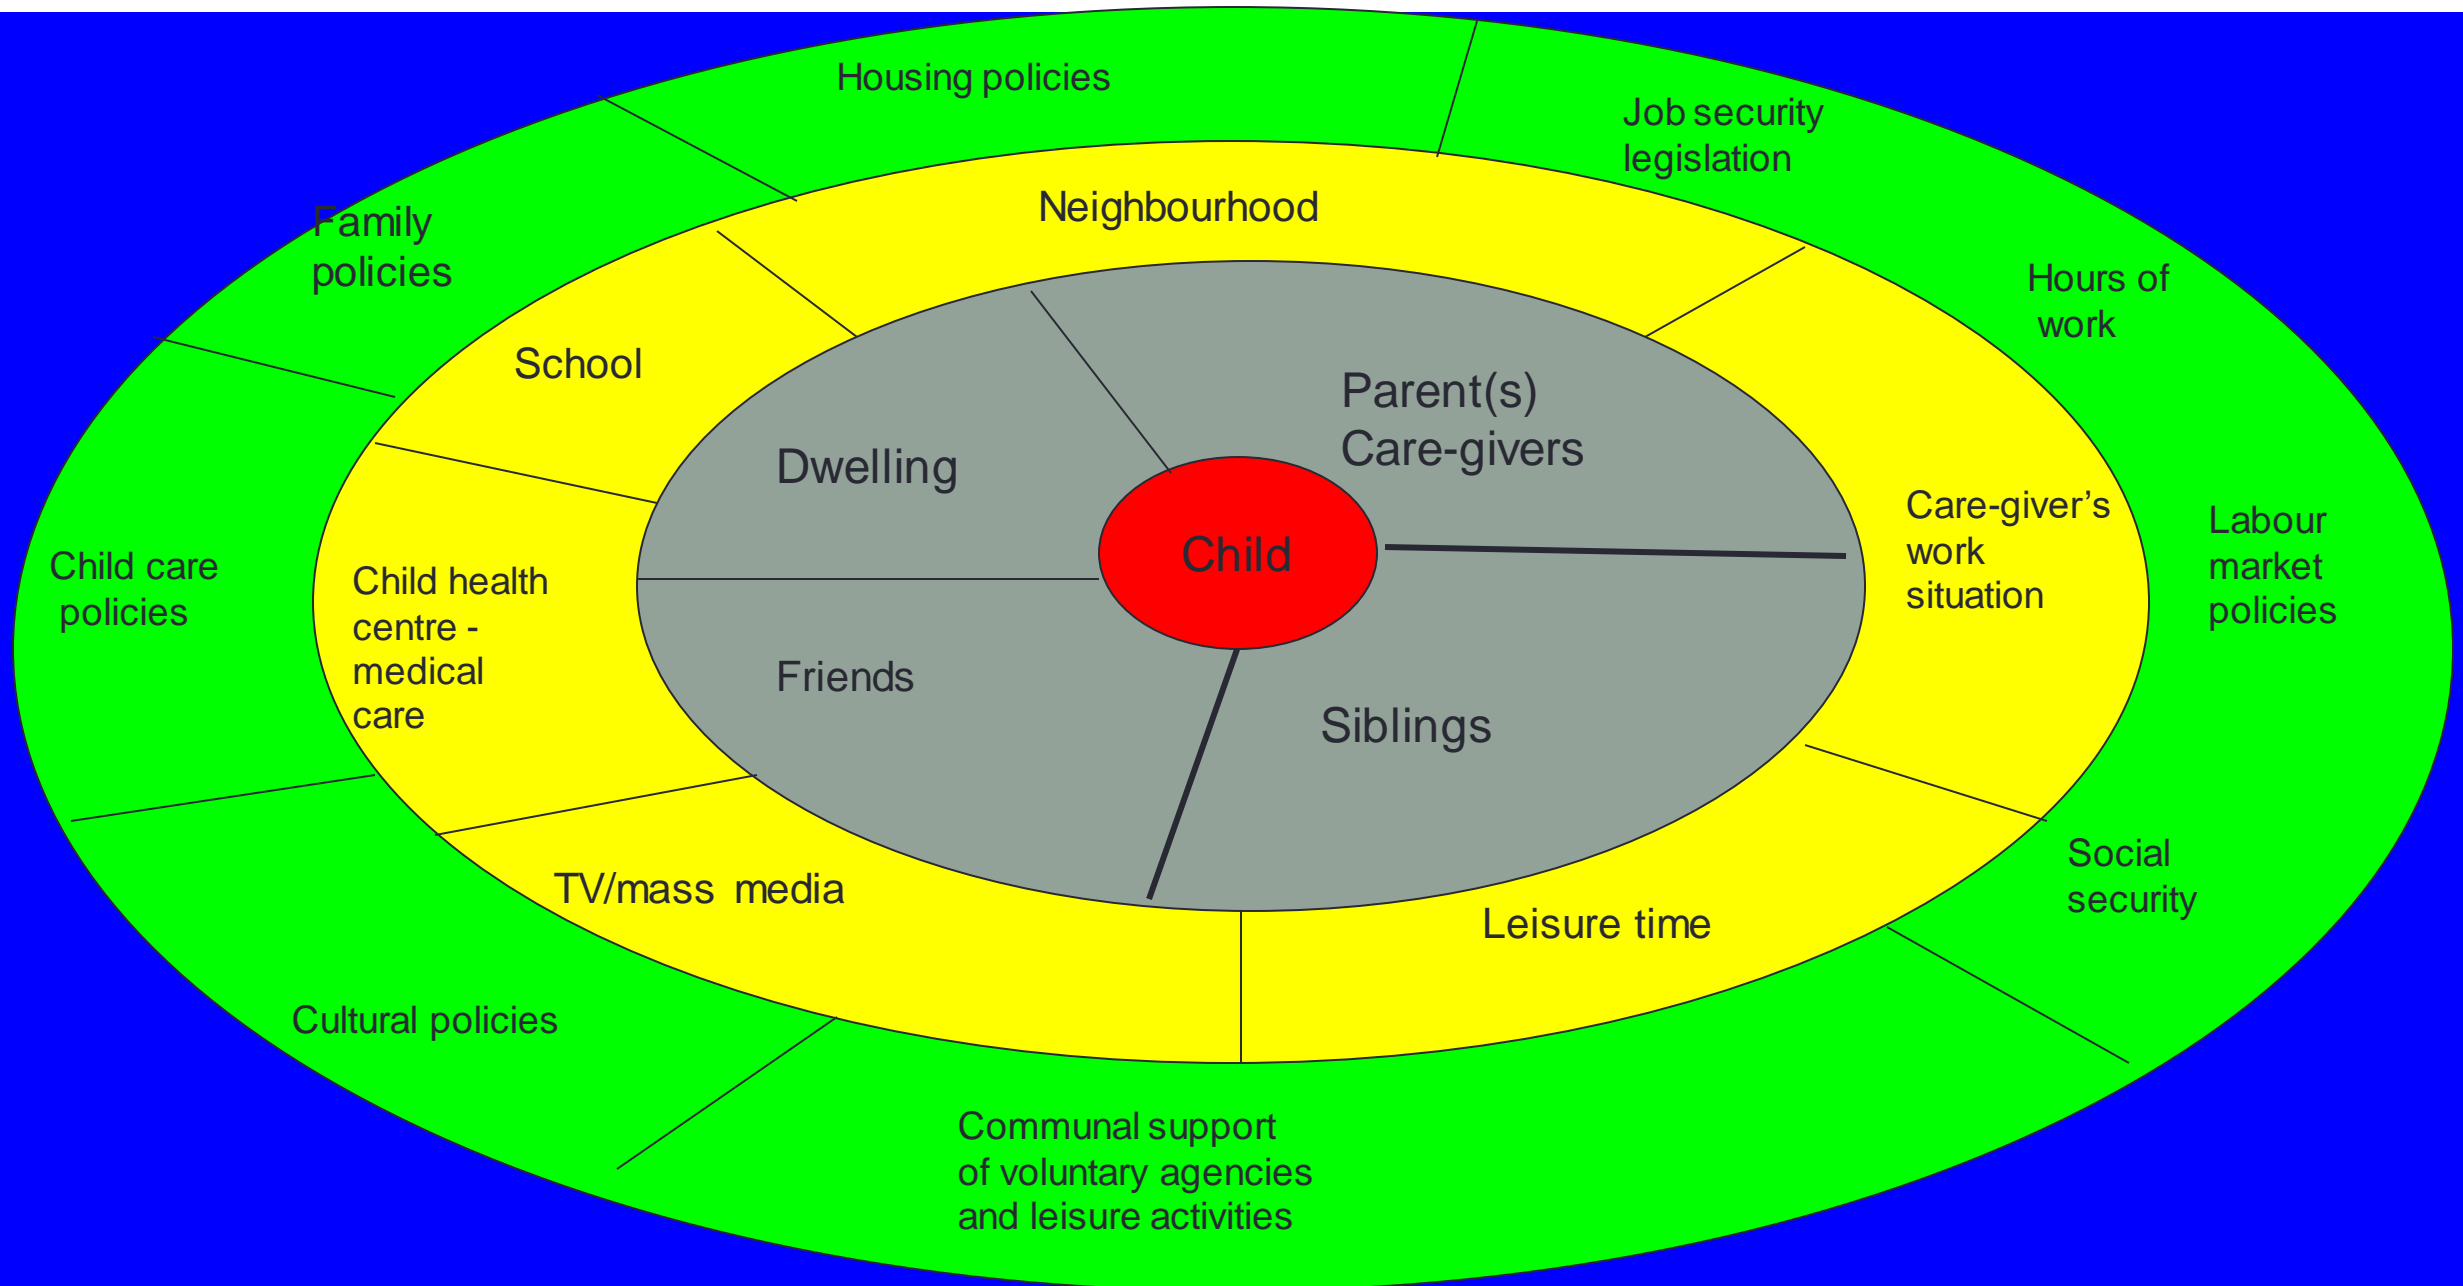 Housing policies
Job security
legislation
Neighbourhood
Family
policies
Hours of
work
School
Parent(s)
Care-givers
Dwelling
Care-giver’s
work
situation
Labour
market
policies
Child
Child care
policies
Child health
centre -
medical
care
Friends
Siblings
Social
security
TV/mass media
Leisure time
Cultural policies
Communal support
of voluntary agencies
and leisure activities